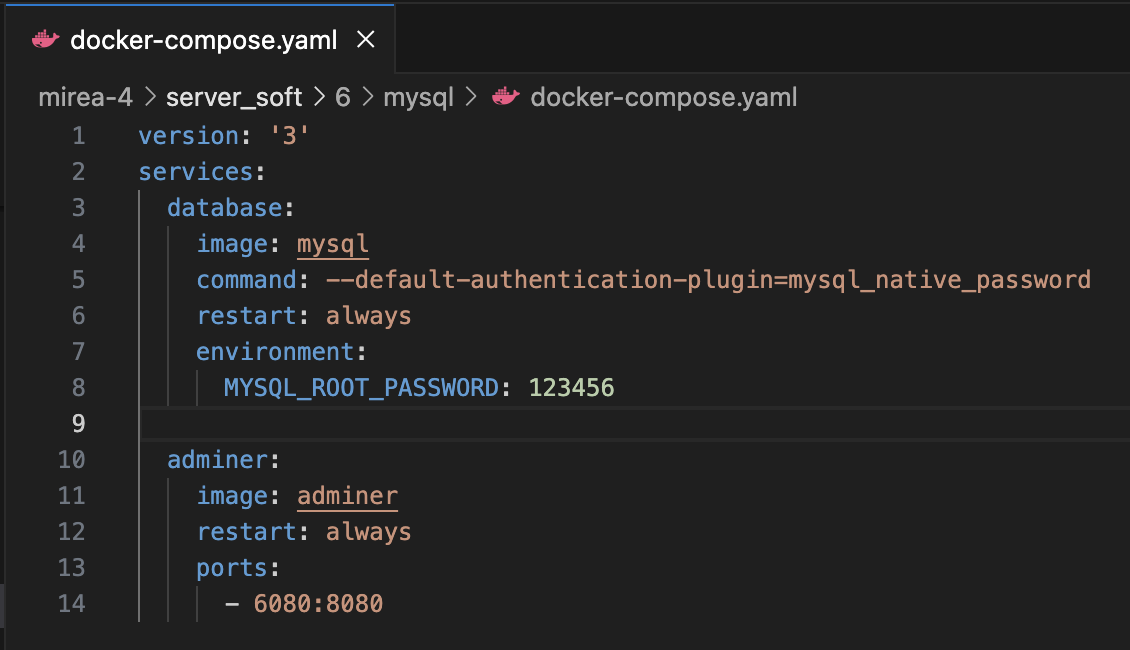 docker-compose.yaml
mirea-4 > server_soft > 6 > mysql > docker-compose.yaml
1 version: '3'
2 services:
3   database:
4     image: mysql
5     command: --default-authentication-plugin=mysql_native_password
6     restart: always
7     environment:
8       MYSQL_ROOT_PASSWORD: 123456
9
10   adminer:
11     image: adminer
12     restart: always
13     ports:
14       - 6080:8080